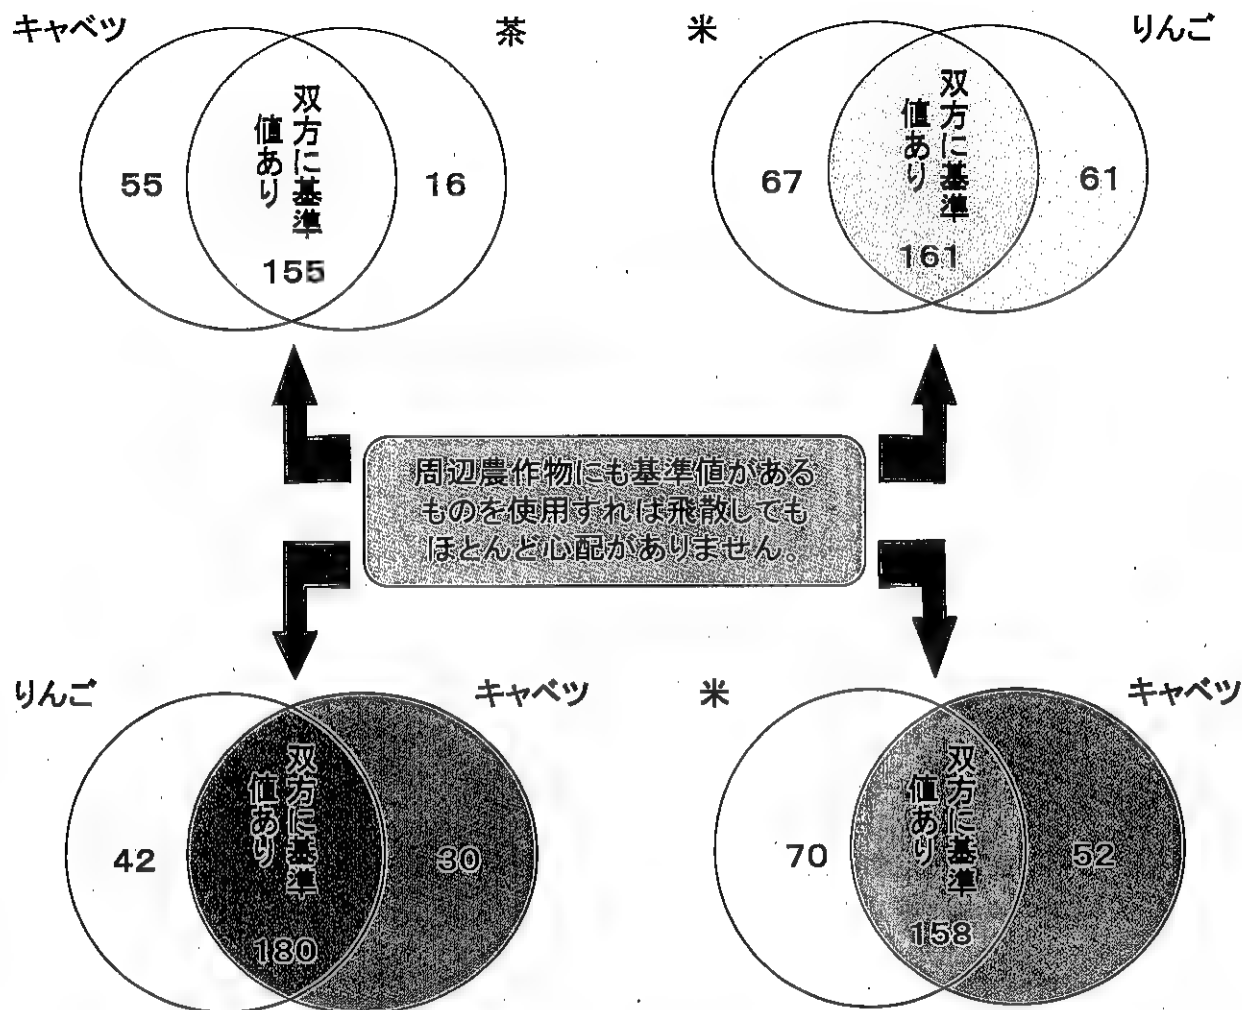 キャベツ
茶
55
双方に基準
値あり
155
16
米
りんご
67
双方に基準
値あり
161
61
周辺農作物にも基準値がある
ものを使用すれば飛散しても
ほとんど心配がありません。
りんご
キャベツ
42
双方に基準
値あり
180
30
米
キャベツ
70
双方に基準
値あり
158
52